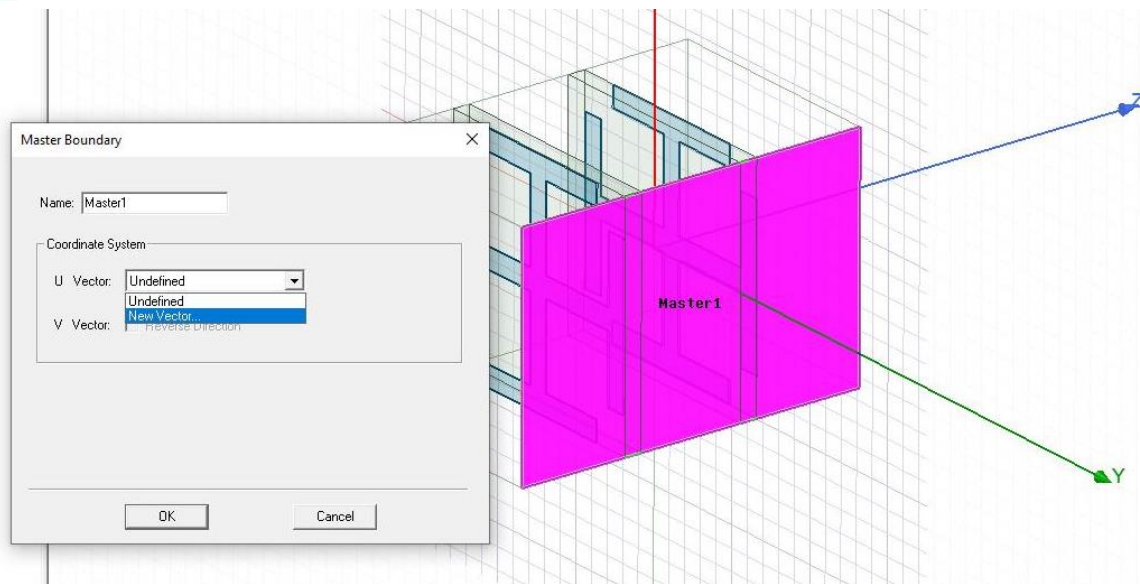 Master Boundary
Name: Master1
Coordinate System
U Vector: Undefined
Undefined
New Vector...
V Vector: Reverse Direction
OK Cancel
Master1
Z
Y